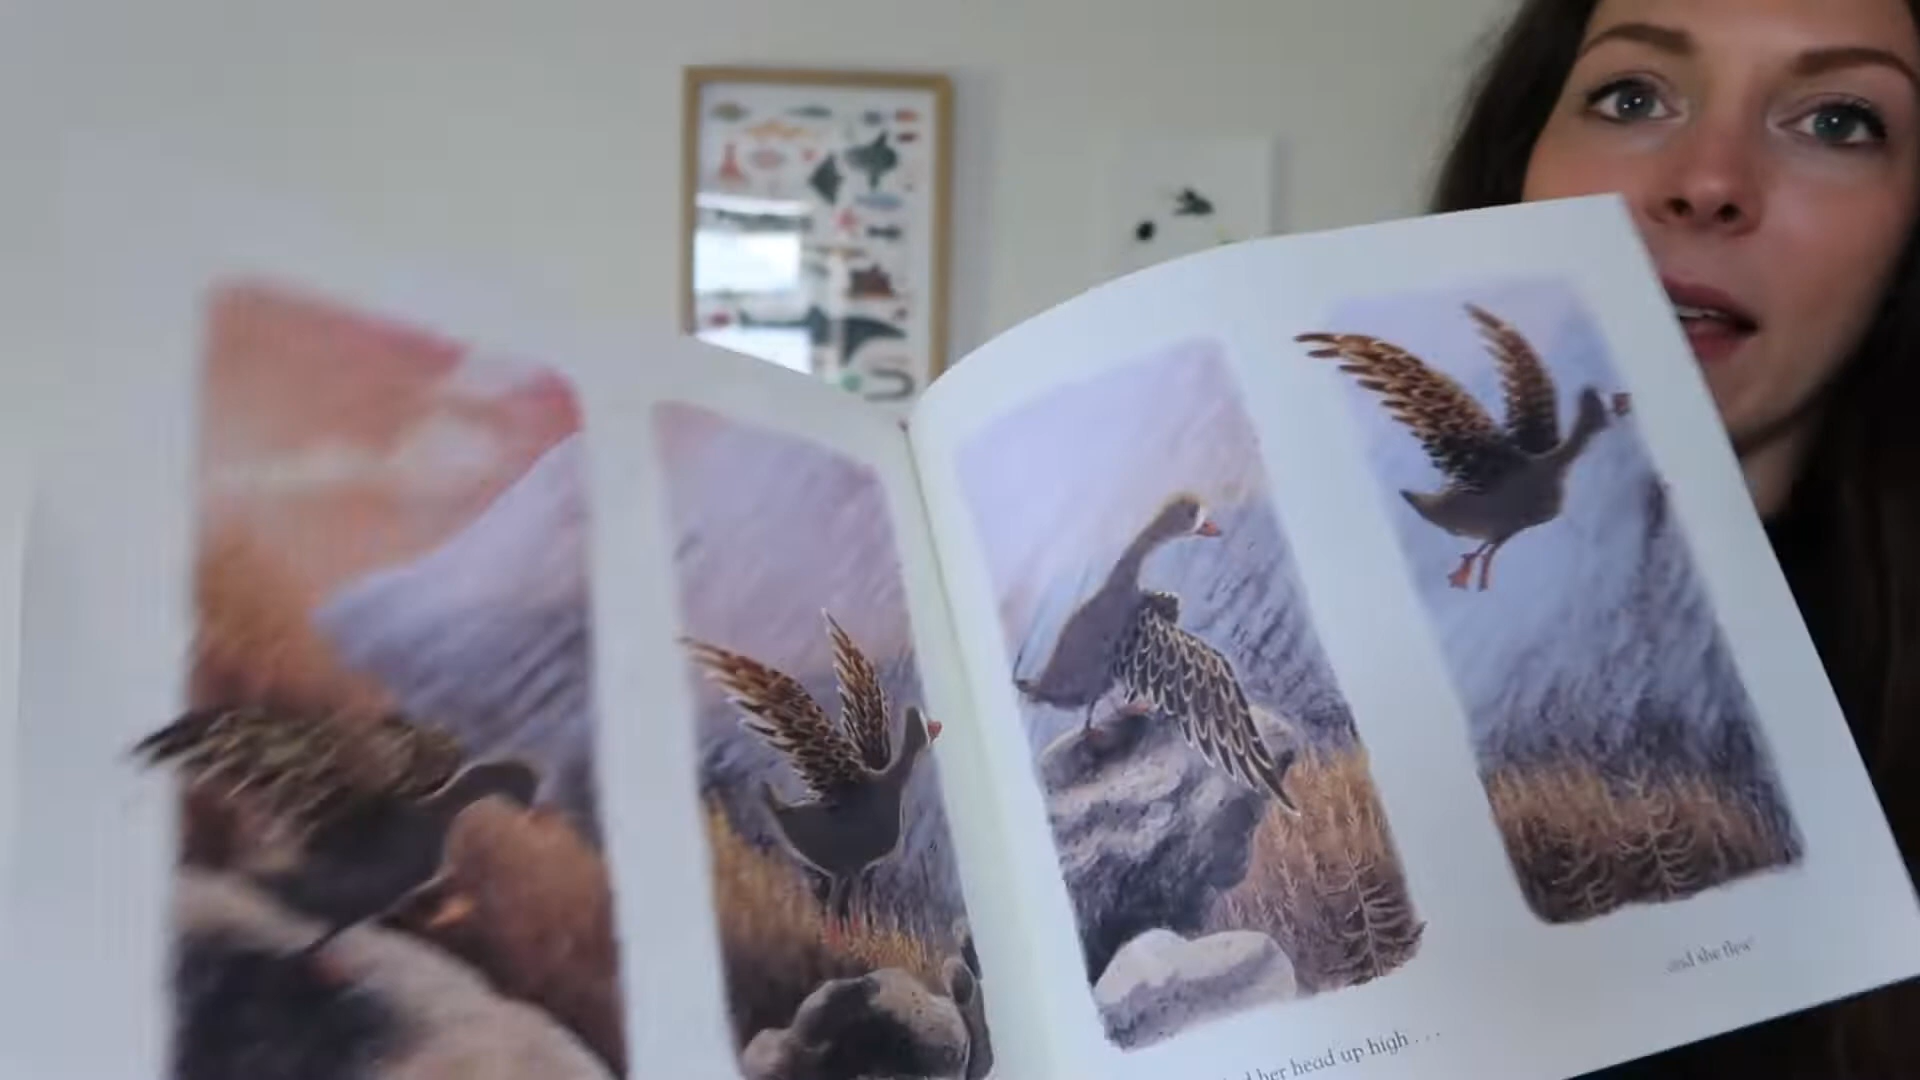 her head up high . . .
and she flew